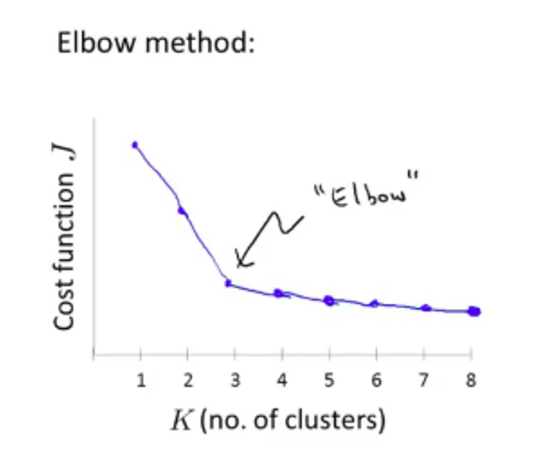 Elbow method:
"Elbow"
Cost function J
1 2 3 4 5 6 7 8
K (no. of clusters)